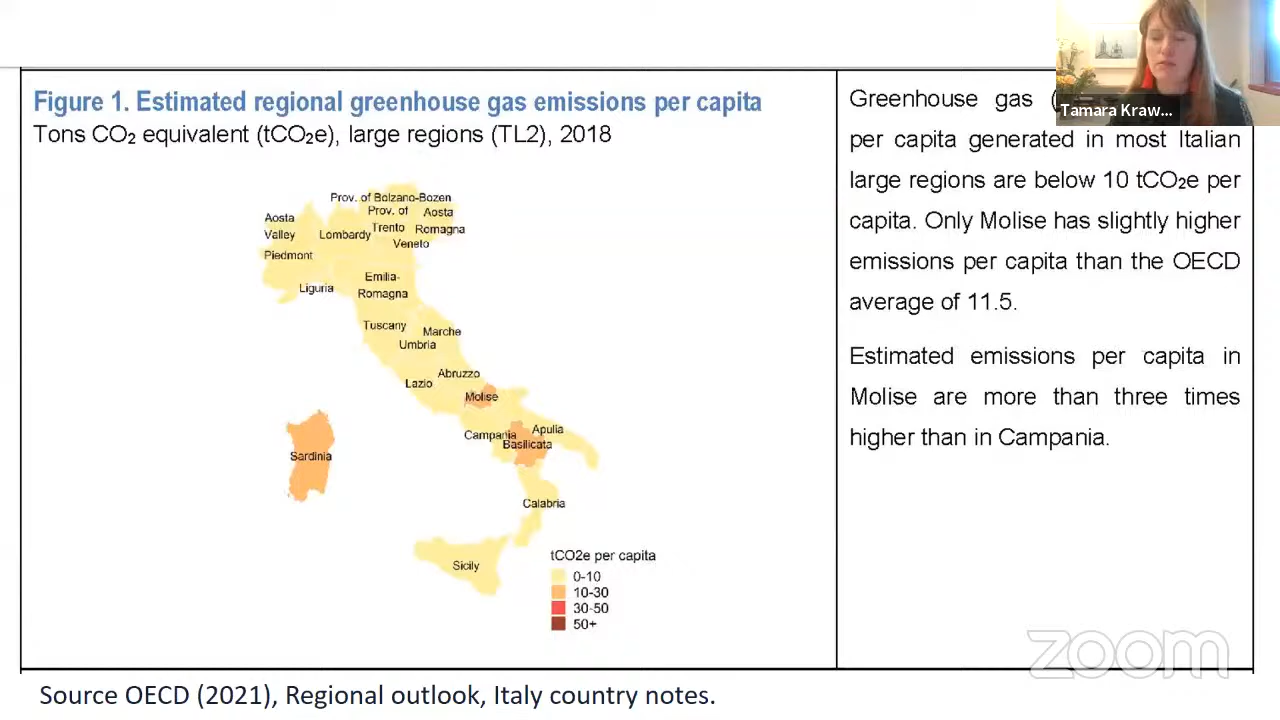 Figure 1. Estimated regional greenhouse gas emissions per capita
Tons CO₂ equivalent (tCO₂e), large regions (TL2), 2018
Prov. of Bolzano-Bozen
Prov. of
Trento
Aosta
Romagna
Aosta
Valley
Lombardy
Veneto
Piedmont
Emilia-
Romagna
Liguria
Tuscany
Marche
Umbria
Abruzzo
Lazio
Molise
Campania
Apulia
Basilicata
Sardinia
Calabria
Sicily
tCO2e per capita
0-10
10-30
30-50
50+
Greenhouse gas (
per capita generated in most Italian
large regions are below 10 tCO₂e per
capita. Only Molise has slightly higher
emissions per capita than the OECD
average of 11.5.
Estimated emissions per capita in
Molise are more than three times
higher than in Campania.
Tamara Kraw...
zoom
Source OECD (2021), Regional outlook, Italy country notes.